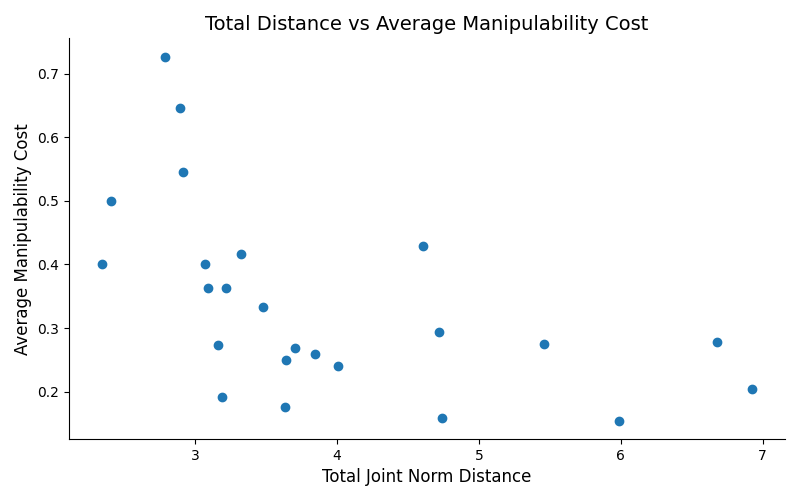 Total Distance vs Average Manipulability Cost
Average Manipulability Cost
0.7
0.6
0.5
0.4
0.3
0.2
3 4 5 6 7
Total Joint Norm Distance